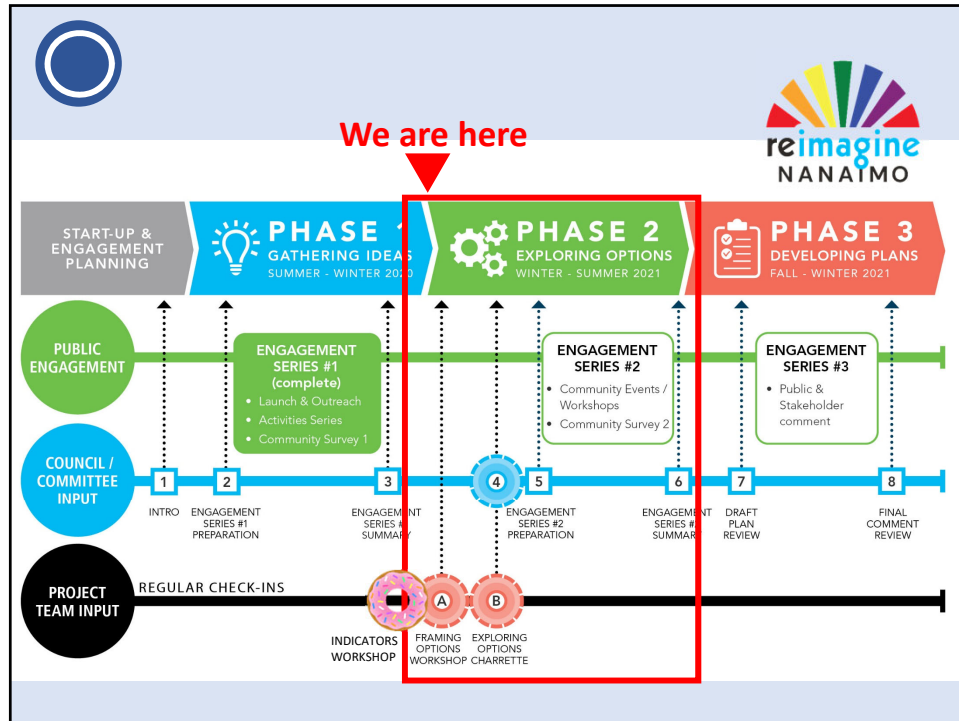 We are here
reimagine
NANAIMO
START-UP &
ENGAGEMENT
PLANNING
PHASE 1
GATHERING IDEAS
SUMMER - WINTER 2020
PHASE 2
EXPLORING OPTIONS
WINTER - SUMMER 2021
PHASE 3
DEVELOPING PLANS
FALL - WINTER 2021
PUBLIC
ENGAGEMENT
ENGAGEMENT
SERIES #1
(complete)
• Launch & Outreach
• Activities Series
• Community Survey 1
ENGAGEMENT
SERIES #2
• Community Events /
Workshops
• Community Survey 2
ENGAGEMENT
SERIES #3
• Public &
Stakeholder
comment
COUNCIL /
COMMITTEE
INPUT
1
INTRO
2
ENGAGEMENT
SERIES #1
PREPARATION
3
ENGAGEMENT
SERIES #1
SUMMARY
4
5
ENGAGEMENT
SERIES #2
PREPARATION
6
ENGAGEMENT
SERIES #2
SUMMARY
7
DRAFT
PLAN
REVIEW
8
FINAL
COMMENT
REVIEW
PROJECT
TEAM INPUT
REGULAR CHECK-INS
INDICATORS
WORKSHOP
A
FRAMING
OPTIONS
WORKSHOP
B
EXPLORING
OPTIONS
CHARRETTE